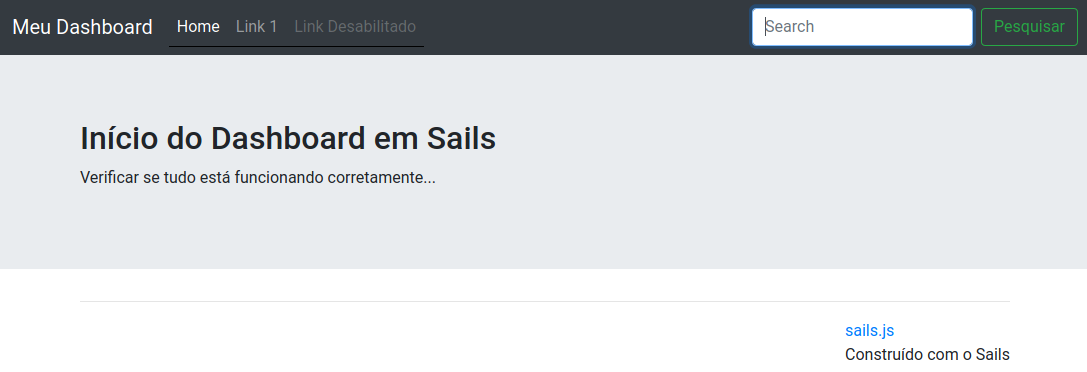 Meu Dashboard Home Link 1 Link Desabilitado Search Pesquisar
Início do Dashboard em Sails
Verificar se tudo está funcionando corretamente...
sails.js
Construído com o Sails